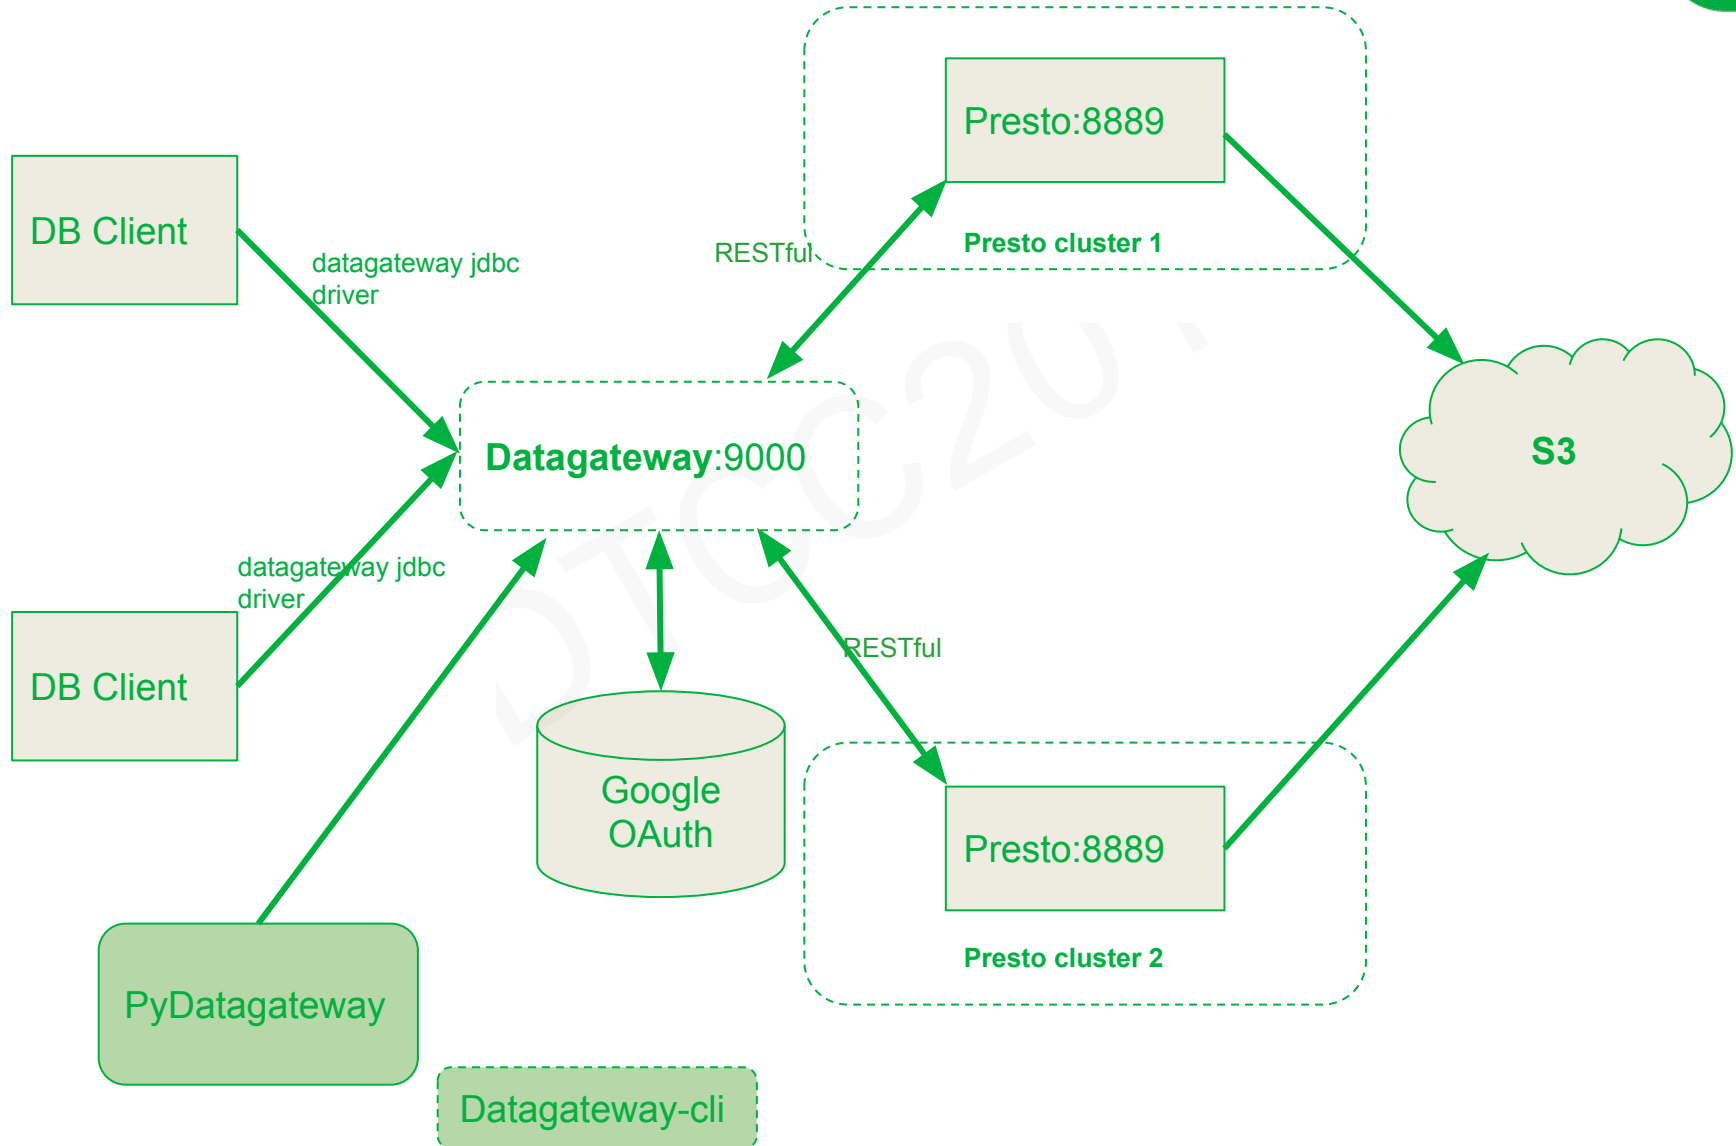 Presto:8889
DB Client
RESTful
Presto cluster 1
datagateway jdbc
driver
Datagateway:9000
S3
datagateway jdbc
driver
RESTful
DB Client
Google
OAuth
Presto:8889
Presto cluster 2
PyDatagateway
Datagateway-cli